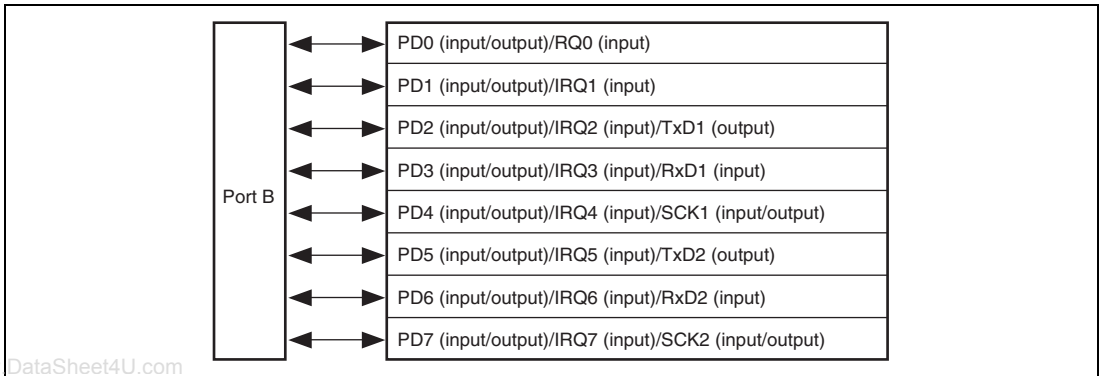 Port B
PD0 (input/output)/RQ0 (input)
PD1 (input/output)/IRQ1 (input)
PD2 (input/output)/IRQ2 (input)/TxD1 (output)
PD3 (input/output)/IRQ3 (input)/RxD1 (input)
PD4 (input/output)/IRQ4 (input)/SCK1 (input/output)
PD5 (input/output)/IRQ5 (input)/TxD2 (output)
PD6 (input/output)/IRQ6 (input)/RxD2 (input)
PD7 (input/output)/IRQ7 (input)/SCK2 (input/output)
DataSheet4U.com